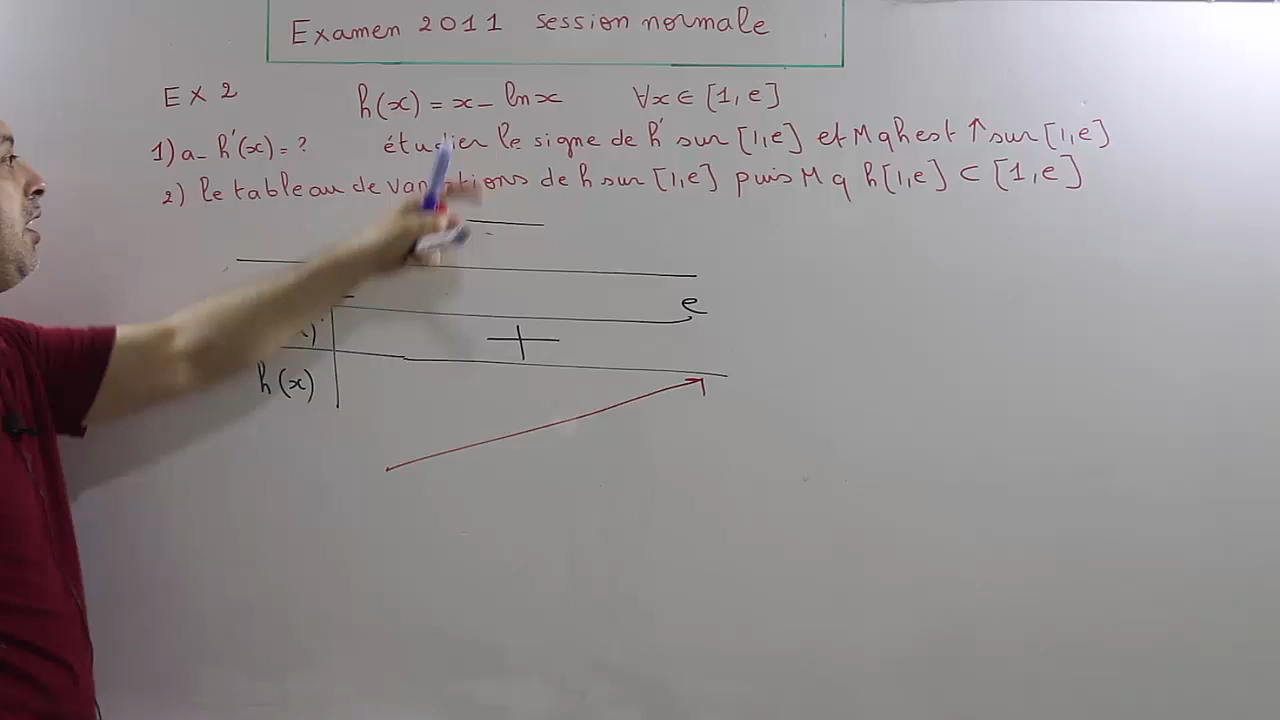 Examen 2011 session normale
Ex 2 h(x) = x - ln x ∀x ∈ [1,e]
1) a - h'(x) = ? étudier le signe de h' sur [1,e] et Mq h est ↑ sur [1,e]
2) le tableau de variations de h sur [1,e] puis Mq h[1,e] ⊂ [1,e]
e
+
h(x)